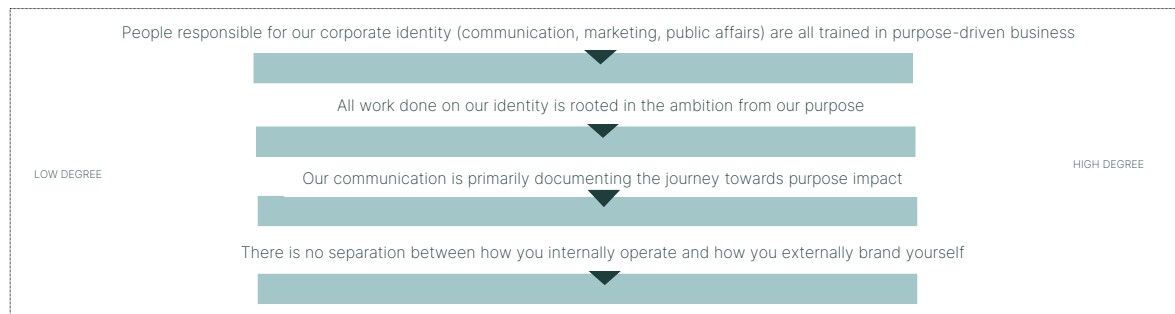 People responsible for our corporate identity (communication, marketing, public affairs) are all trained in purpose-driven business
All work done on our identity is rooted in the ambition from our purpose
HIGH DEGREE
LOW DEGREE
Our communication is primarily documenting the journey towards purpose impact
There is no separation between how you internally operate and how you externally brand yourself